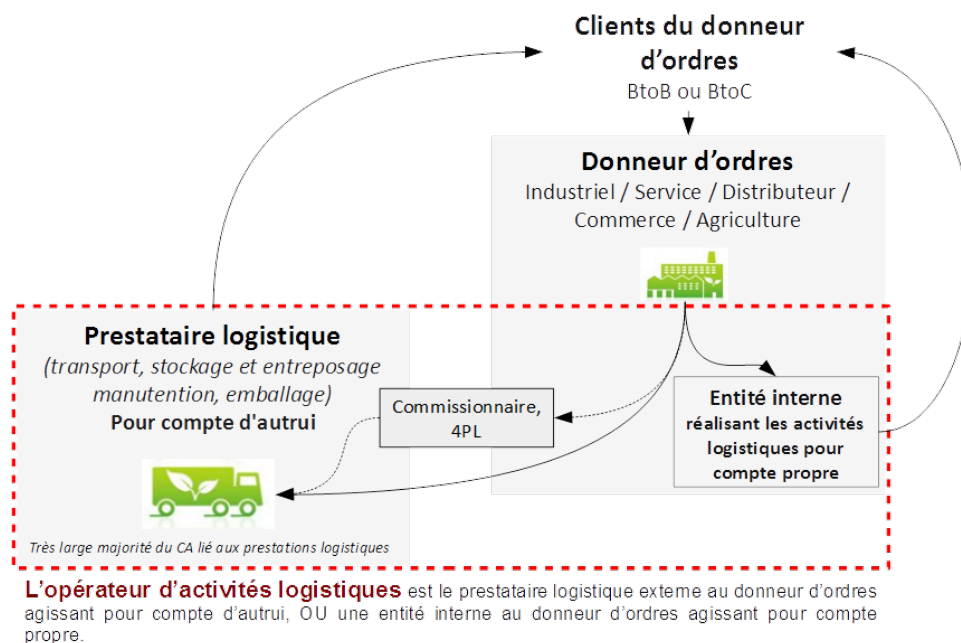 Clients du donneur
d'ordres
BtoB ou BtoC
Donneur d'ordres
Industriel / Service / Distributeur /
Commerce / Agriculture
Prestataire logistique
(transport, stockage et entreposage
manutention, emballage)
Pour compte d'autrui
Commissionnaire,
4PL
Entité interne
réalisant les activités
logistiques pour
compte propre
Très large majorité du CA lié aux prestations logistiques
L'opérateur d'activités logistiques est le prestataire logistique externe au donneur d'ordres
agissant pour compte d'autrui, OU une entité interne au donneur d'ordres agissant pour compte
propre.